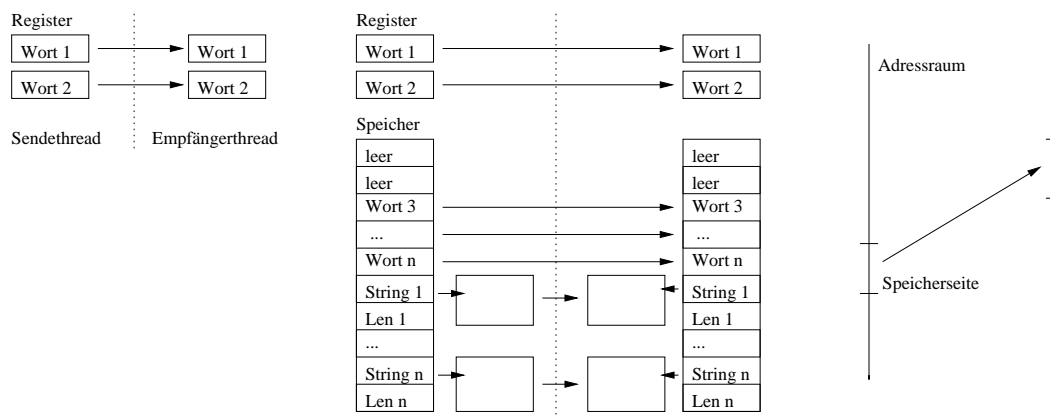 Register
Wort 1
Wort 1
Wort 2
Wort 2
Sendethread
Empfängerthread
Register
Wort 1
Wort 1
Wort 2
Wort 2
Speicher
leer
leer
leer
leer
Wort 3
Wort 3
...
...
Wort n
Wort n
String 1
String 1
Len 1
Len 1
...
...
String n
String n
Len n
Len n
Adressraum
Speicherseite